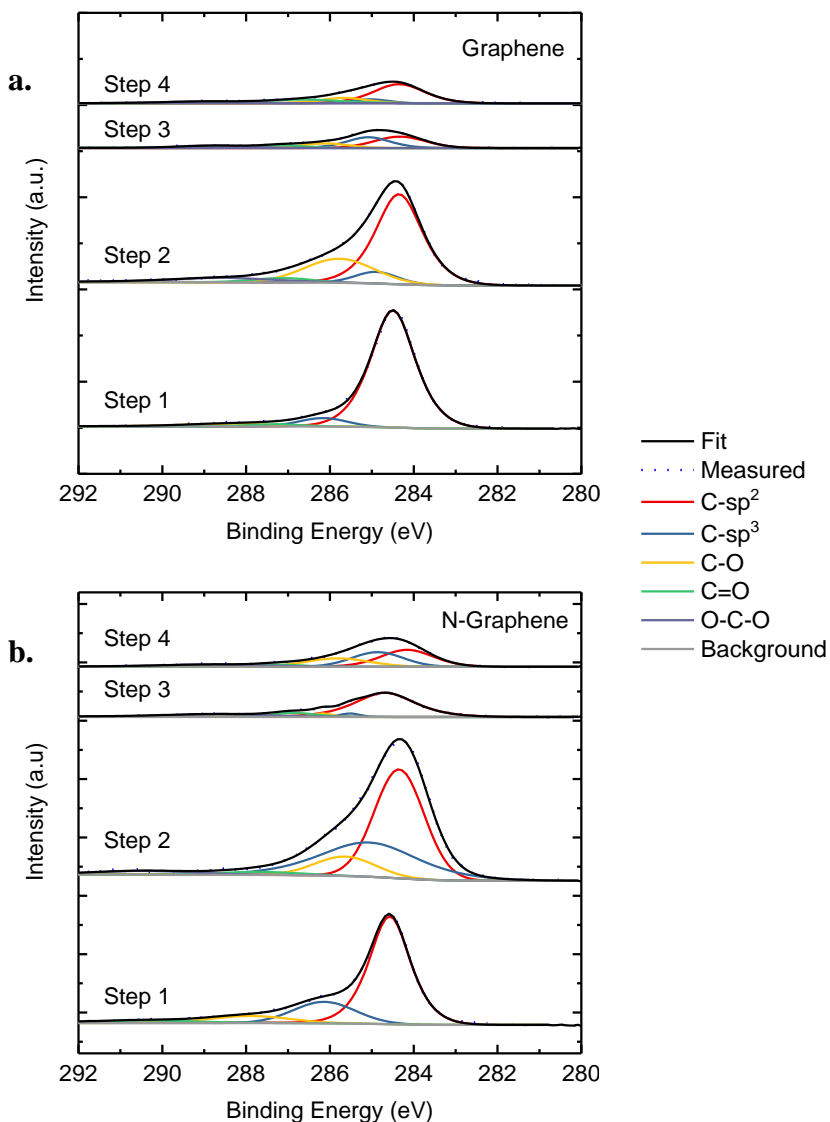 a.
Graphene
Step 4
Step 3
Step 2
Step 1
Intensity (a.u.)
292 290 288 286 284 282 280
Binding Energy (eV)
Fit
Measured
C-sp²
C-sp³
C-O
C=O
O-C-O
Background
b.
N-Graphene
Step 4
Step 3
Step 2
Step 1
Intensity (a.u)
292 290 288 286 284 282 280
Binding Energy (eV)